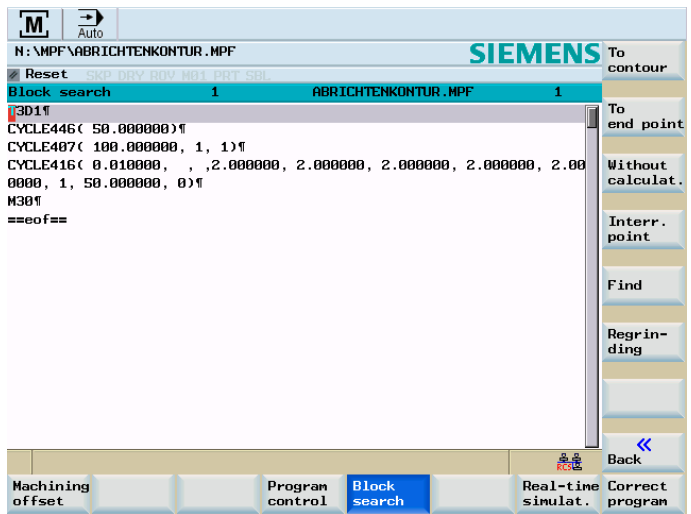 M
Auto
N:\MPF\ABRICHTENKONTUR.MPF
SIEMENS
Reset SKP DRY ROV M01 PRT SBL
Block search 1 ABRICHTENKONTUR.MPF 1
T3D1¶
CYCLE446( 50.000000)¶
CYCLE407( 100.000000, 1, 1)¶
CYCLE416( 0.010000, , ,2.000000, 2.000000, 2.000000, 2.000000, 2.00
0000, 1, 50.000000, 0)¶
M30¶
==eof==
To
contour
To
end point
Without
calculat.
Interr.
point
Find
Regrin-
ding
«
Back
RCS
Machining
offset
Program
control
Block
search
Real-time
simulat.
Correct
program